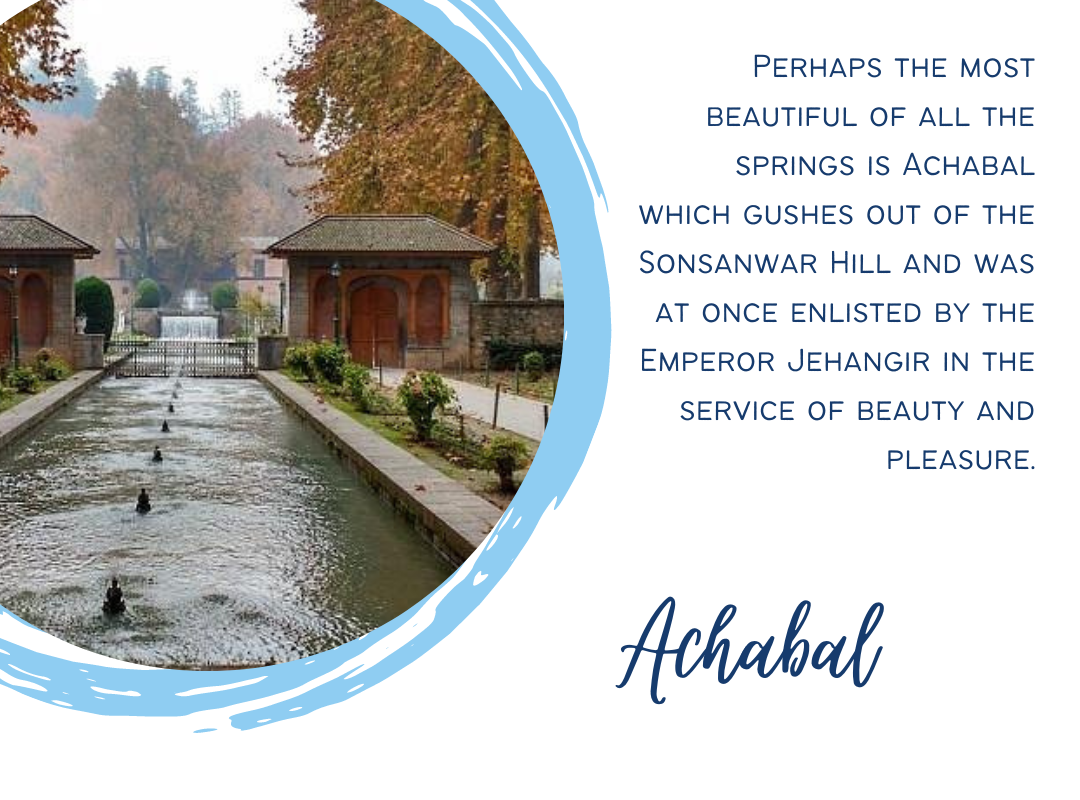 Perhaps the most
beautiful of all the
springs is Achabal
which gushes out of the
Sonsanwar Hill and was
at once enlisted by the
Emperor Jehangir in the
service of beauty and
pleasure.
Achabal